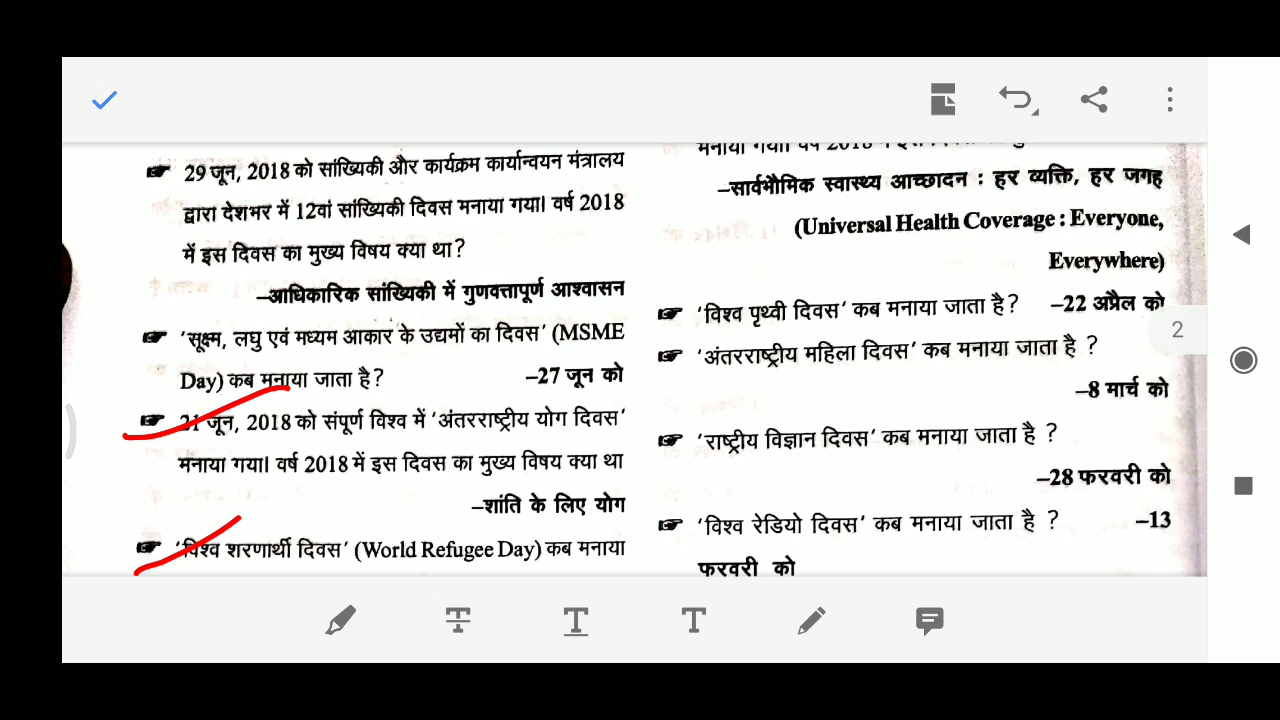 29 जून, 2018 को सांख्यिकी और कार्यक्रम कार्यान्वयन मंत्रालय
द्वारा देशभर में 12वां सांख्यिकी दिवस मनाया गया। वर्ष 2018
में इस दिवस का मुख्य विषय क्या था?
–आधिकारिक सांख्यिकी में गुणवत्तापूर्ण आश्वासन
'सूक्ष्म, लघु एवं मध्यम आकार के उद्यमों का दिवस' (MSME
Day) कब मनाया जाता है? –27 जून को
21 जून, 2018 को संपूर्ण विश्व में 'अंतरराष्ट्रीय योग दिवस'
मनाया गया। वर्ष 2018 में इस दिवस का मुख्य विषय क्या था
–शांति के लिए योग
'विश्व शरणार्थी दिवस' (World Refugee Day) कब मनाया
मनाया गया। वर्ष 2018
–सार्वभौमिक स्वास्थ्य आच्छादन : हर व्यक्ति, हर जगह
(Universal Health Coverage : Everyone,
Everywhere)
'विश्व पृथ्वी दिवस' कब मनाया जाता है? –22 अप्रैल को
'अंतरराष्ट्रीय महिला दिवस' कब मनाया जाता है ?
–8 मार्च को
'राष्ट्रीय विज्ञान दिवस' कब मनाया जाता है ?
–28 फरवरी को
'विश्व रेडियो दिवस' कब मनाया जाता है ? –13
फरवरी को
2